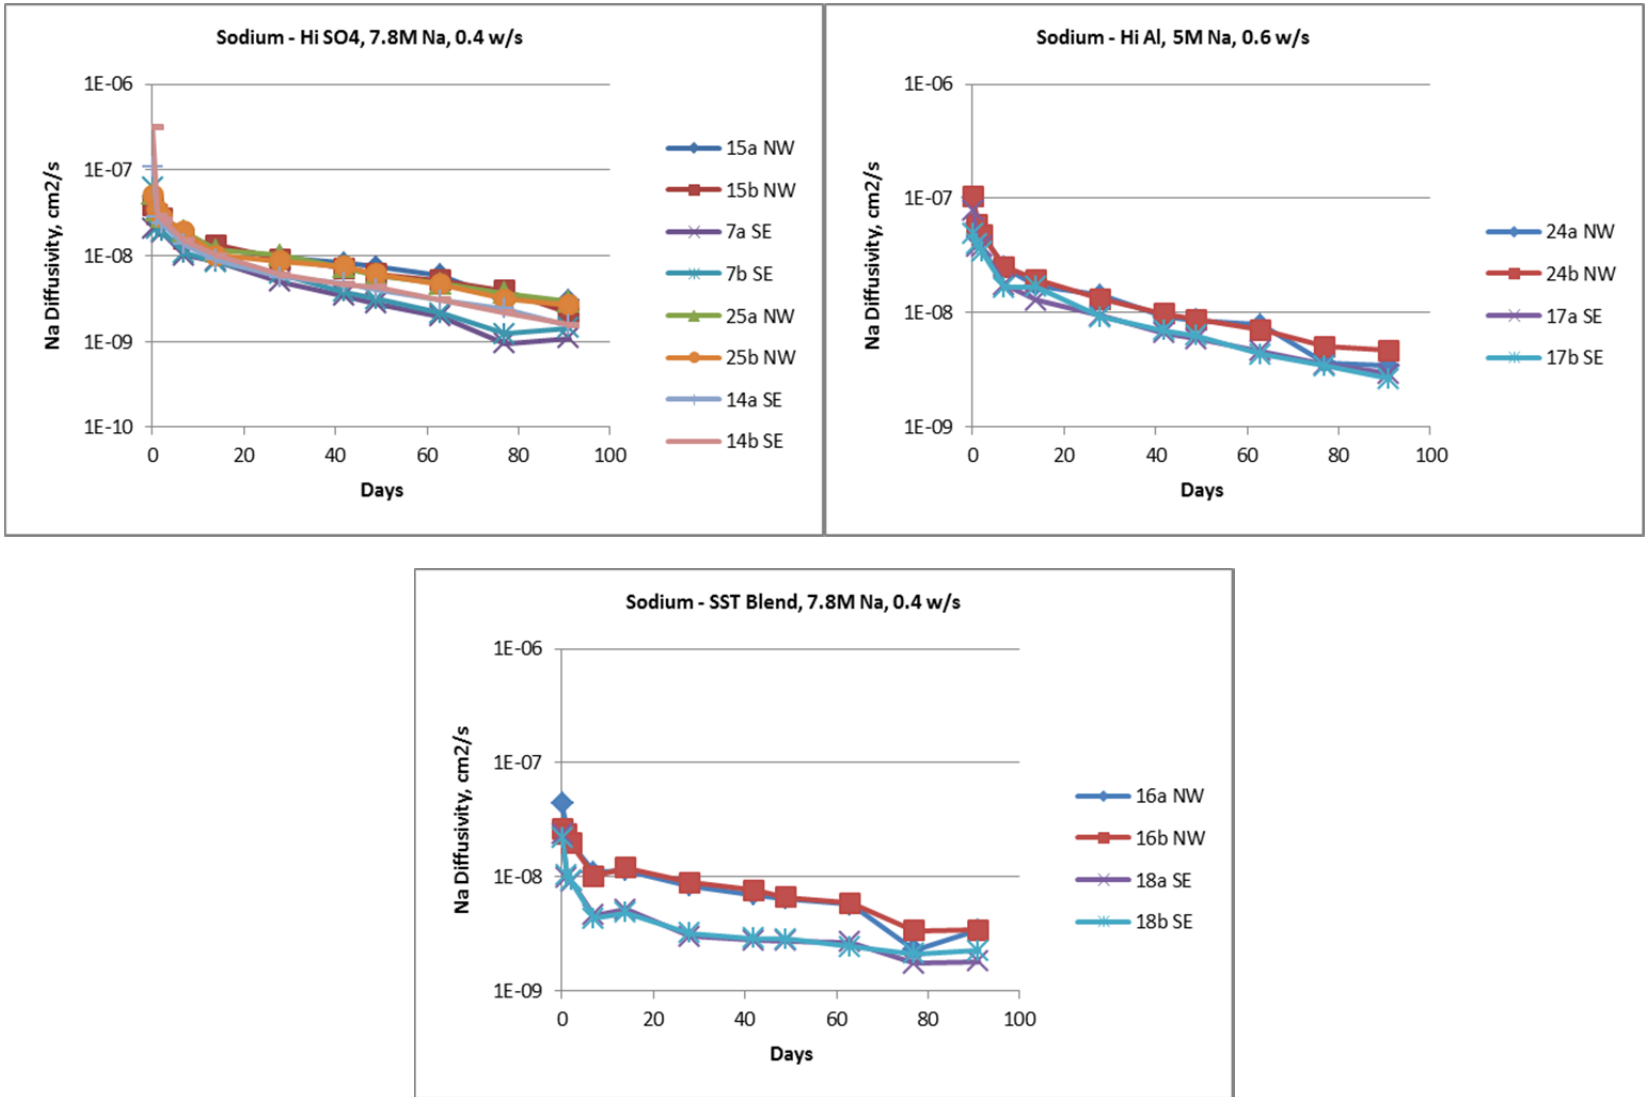 Sodium - Hi SO4, 7.8M Na, 0.4 w/s
Na Diffusivity, cm2/s
1E-06
1E-07
1E-08
1E-09
1E-10
0 20 40 60 80 100
Days
15a NW
15b NW
7a SE
7b SE
25a NW
25b NW
14a SE
14b SE
Sodium - Hi Al, 5M Na, 0.6 w/s
Na Diffusivity, cm2/s
1E-06
1E-07
1E-08
1E-09
0 20 40 60 80 100
Days
24a NW
24b NW
17a SE
17b SE
Sodium - SST Blend, 7.8M Na, 0.4 w/s
Na Diffusivity, cm2/s
1E-06
1E-07
1E-08
1E-09
0 20 40 60 80 100
Days
16a NW
16b NW
18a SE
18b SE